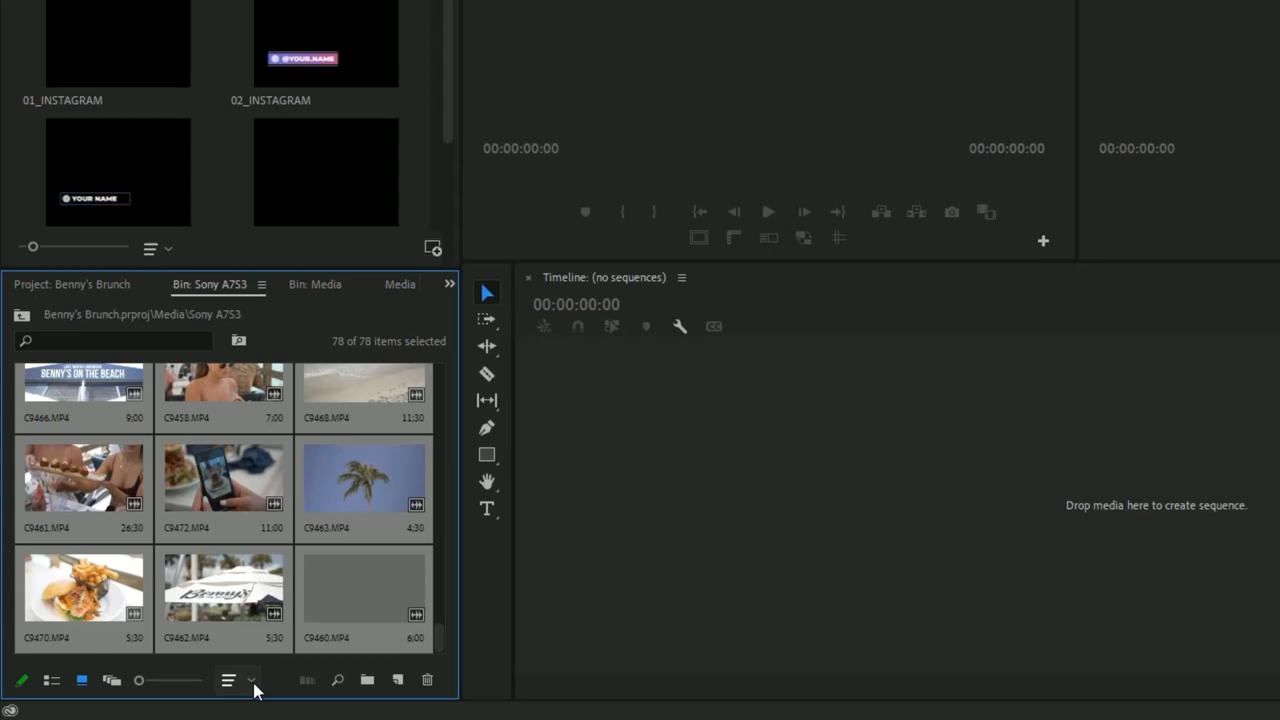 @YOUR.NAME
01_INSTAGRAM
02_INSTAGRAM
YOUR NAME
00:00:00:00
00:00:00:00
00:00:00:00
Project: Benny's Brunch
Bin: Sony A7S3
Bin: Media
Media
Benny's Brunch.prproj\Media\Sony A7S3
78 of 78 items selected
BENNY'S ON THE BEACH
C9466.MP4
9;00
C9458.MP4
7;00
C9468.MP4
11;30
C9461.MP4
26;30
C9472.MP4
11;00
C9463.MP4
4;30
Benny's
C9470.MP4
5;30
C9462.MP4
5;30
C9460.MP4
6;00
Timeline: (no sequences)
00:00:00:00
Drop media here to create sequence.